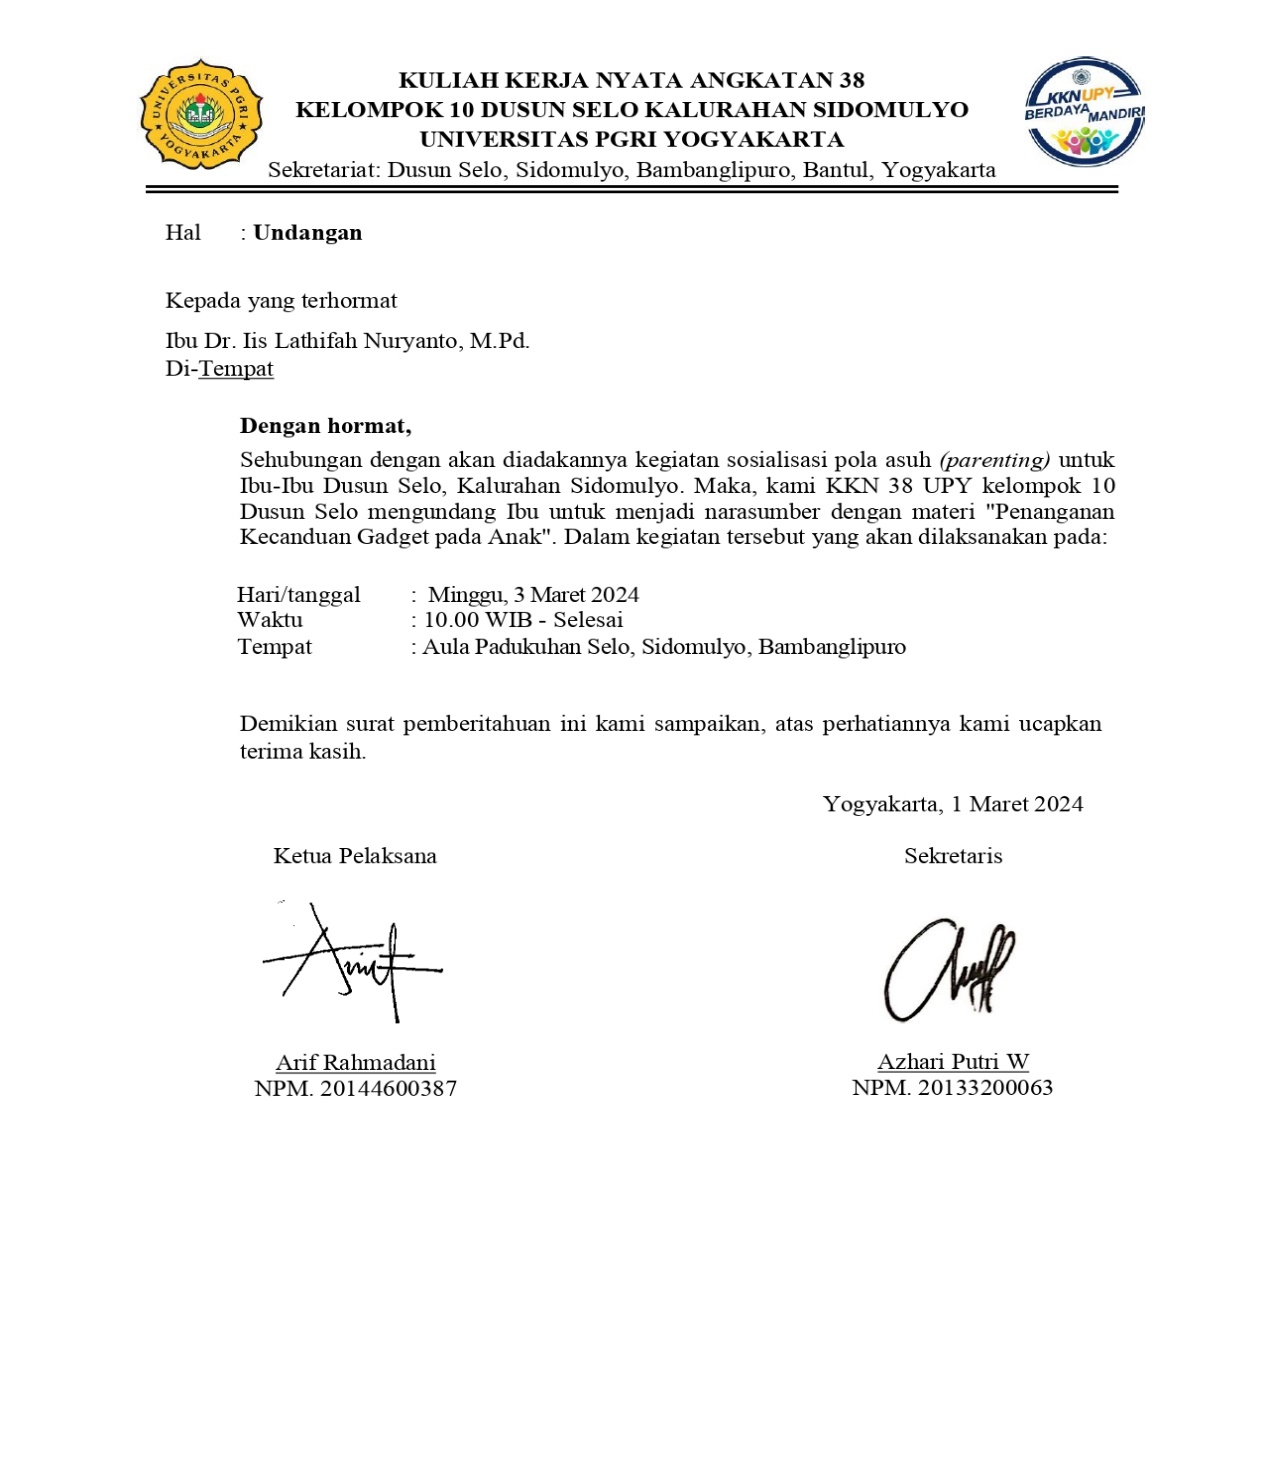 KULIAH KERJA NYATA ANGKATAN 38
KELOMPOK 10 DUSUN SELO KALURAHAN SIDOMULYO
UNIVERSITAS PGRI YOGYAKARTA
Sekretariat: Dusun Selo, Sidomulyo, Bambanglipuro, Bantul, Yogyakarta
UNIVERSITAS PGRI
YOGYAKARTA
KKN UPY
BERDAYA MANDIRI
Hal : Undangan
Kepada yang terhormat
Ibu Dr. Iis Lathifah Nuryanto, M.Pd.
Di-Tempat
Dengan hormat,
Sehubungan dengan akan diadakannya kegiatan sosialisasi pola asuh (parenting) untuk
Ibu-Ibu Dusun Selo, Kalurahan Sidomulyo. Maka, kami KKN 38 UPY kelompok 10
Dusun Selo mengundang Ibu untuk menjadi narasumber dengan materi "Penanganan
Kecanduan Gadget pada Anak". Dalam kegiatan tersebut yang akan dilaksanakan pada:
Hari/tanggal : Minggu, 3 Maret 2024
Waktu : 10.00 WIB - Selesai
Tempat : Aula Padukuhan Selo, Sidomulyo, Bambanglipuro
Demikian surat pemberitahuan ini kami sampaikan, atas perhatiannya kami ucapkan
terima kasih.
Yogyakarta, 1 Maret 2024
Ketua Pelaksana Sekretaris
Arif Rahmadani Azhari Putri W
NPM. 20144600387 NPM. 20133200063